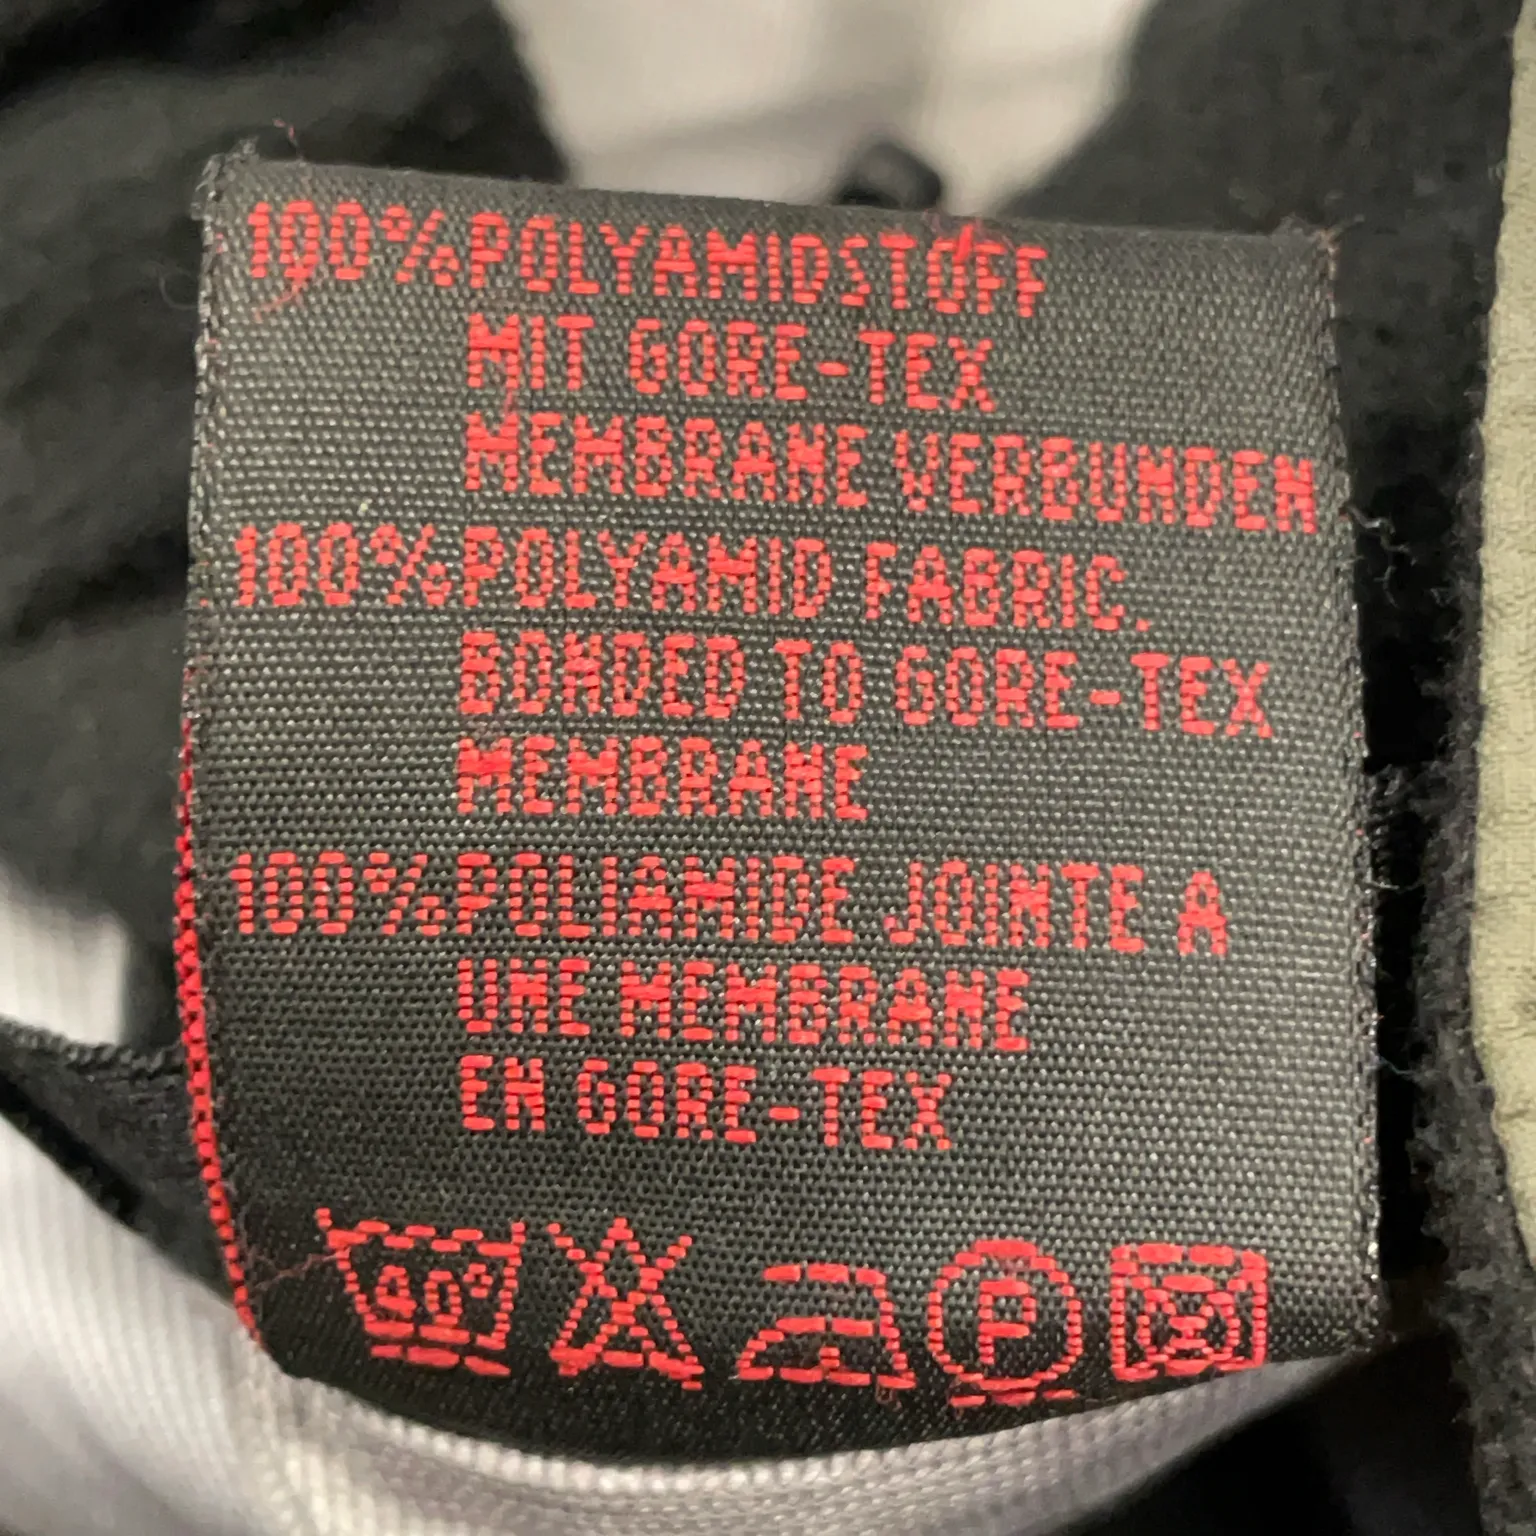 100% POLYAMIDSTOFF
MIT GORE-TEX
MEMBRANE VERBUNDEN
100% POLYAMID FABRIC.
BONDED TO GORE-TEX
MEMBRANE
100% POLIAMIDE JOINTE A
UNE MEMBRANE
EN GORE-TEX
40° P